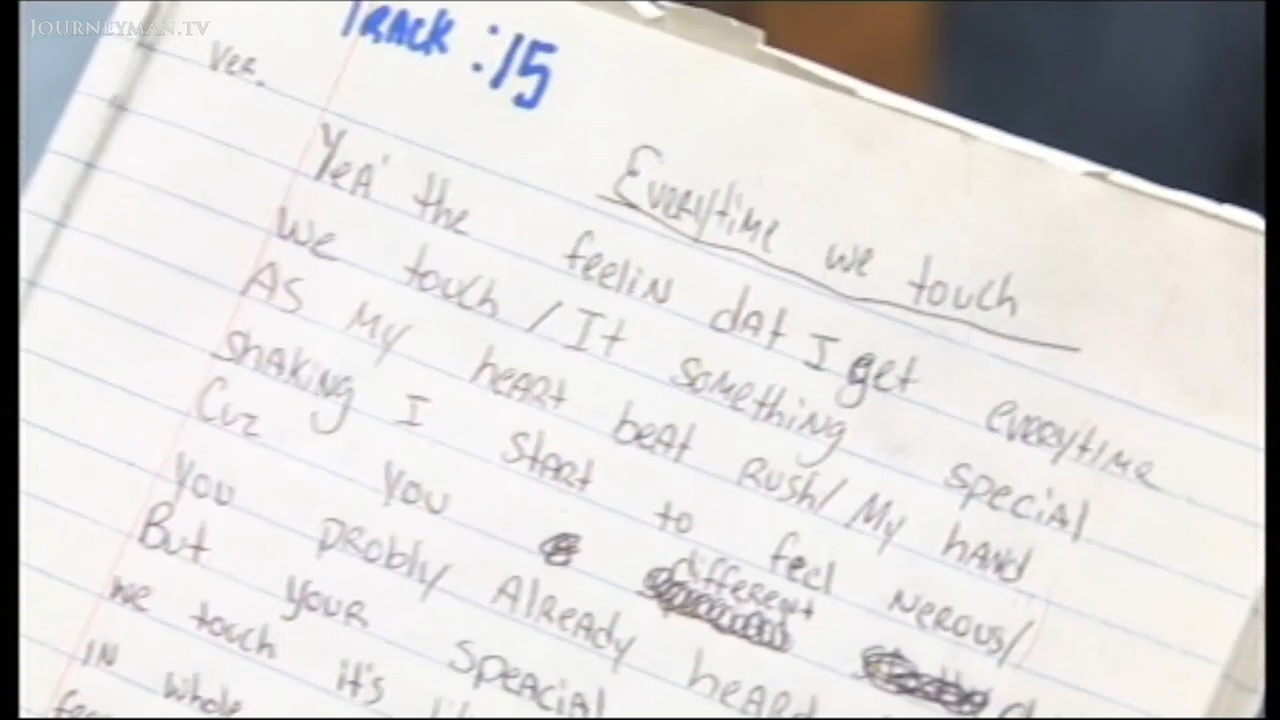 JOURNEYMAN.TV
TRACK :15
Ver.
Everytime we touch
Yea' the feelin dat I get everytime
We touch / It something special
As My heart beat Rush/ My hand
shaking I start to feel nerous/
Cuz you different
You probly Already heard
But your speacial
we touch it's
in whole